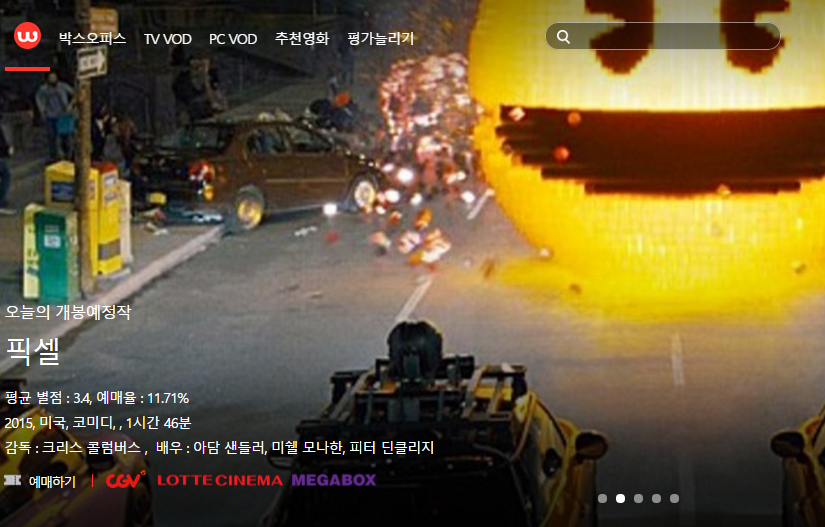 w 박스오피스 TV VOD PC VOD 추천영화 평가늘리기
오늘의 개봉예정작
픽셀
평균 별점 : 3.4, 예매율 : 11.71%
2015, 미국, 코미디, , 1시간 46분
감독 : 크리스 콜럼버스 , 배우 : 아담 샌들러, 미쉘 모나한, 피터 딘클리지
예매하기 | CGV LOTTE CINEMA MEGABOX